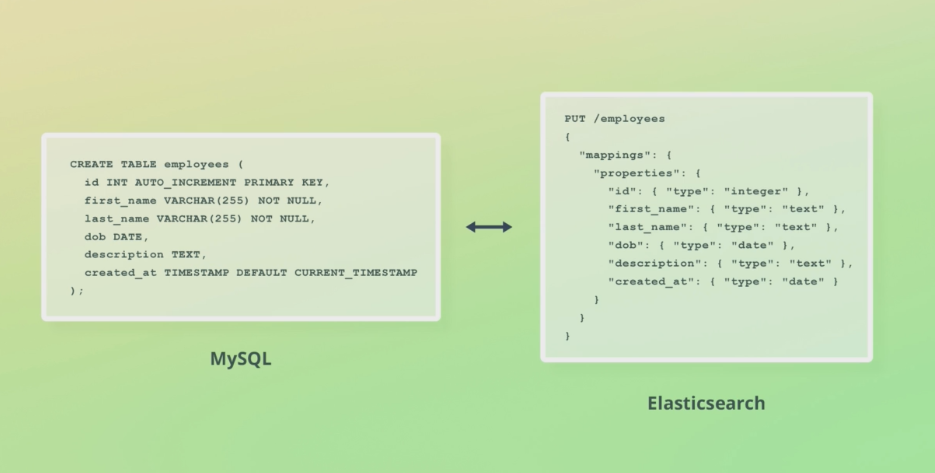 CREATE TABLE employees (
id INT AUTO_INCREMENT PRIMARY KEY,
first_name VARCHAR(255) NOT NULL,
last_name VARCHAR(255) NOT NULL,
dob DATE,
description TEXT,
created_at TIMESTAMP DEFAULT CURRENT_TIMESTAMP
);
MySQL
PUT /employees
{
"mappings": {
"properties": {
"id": { "type": "integer" },
"first_name": { "type": "text" },
"last_name": { "type": "text" },
"dob": { "type": "date" },
"description": { "type": "text" },
"created_at": { "type": "date" }
}
}
}
Elasticsearch